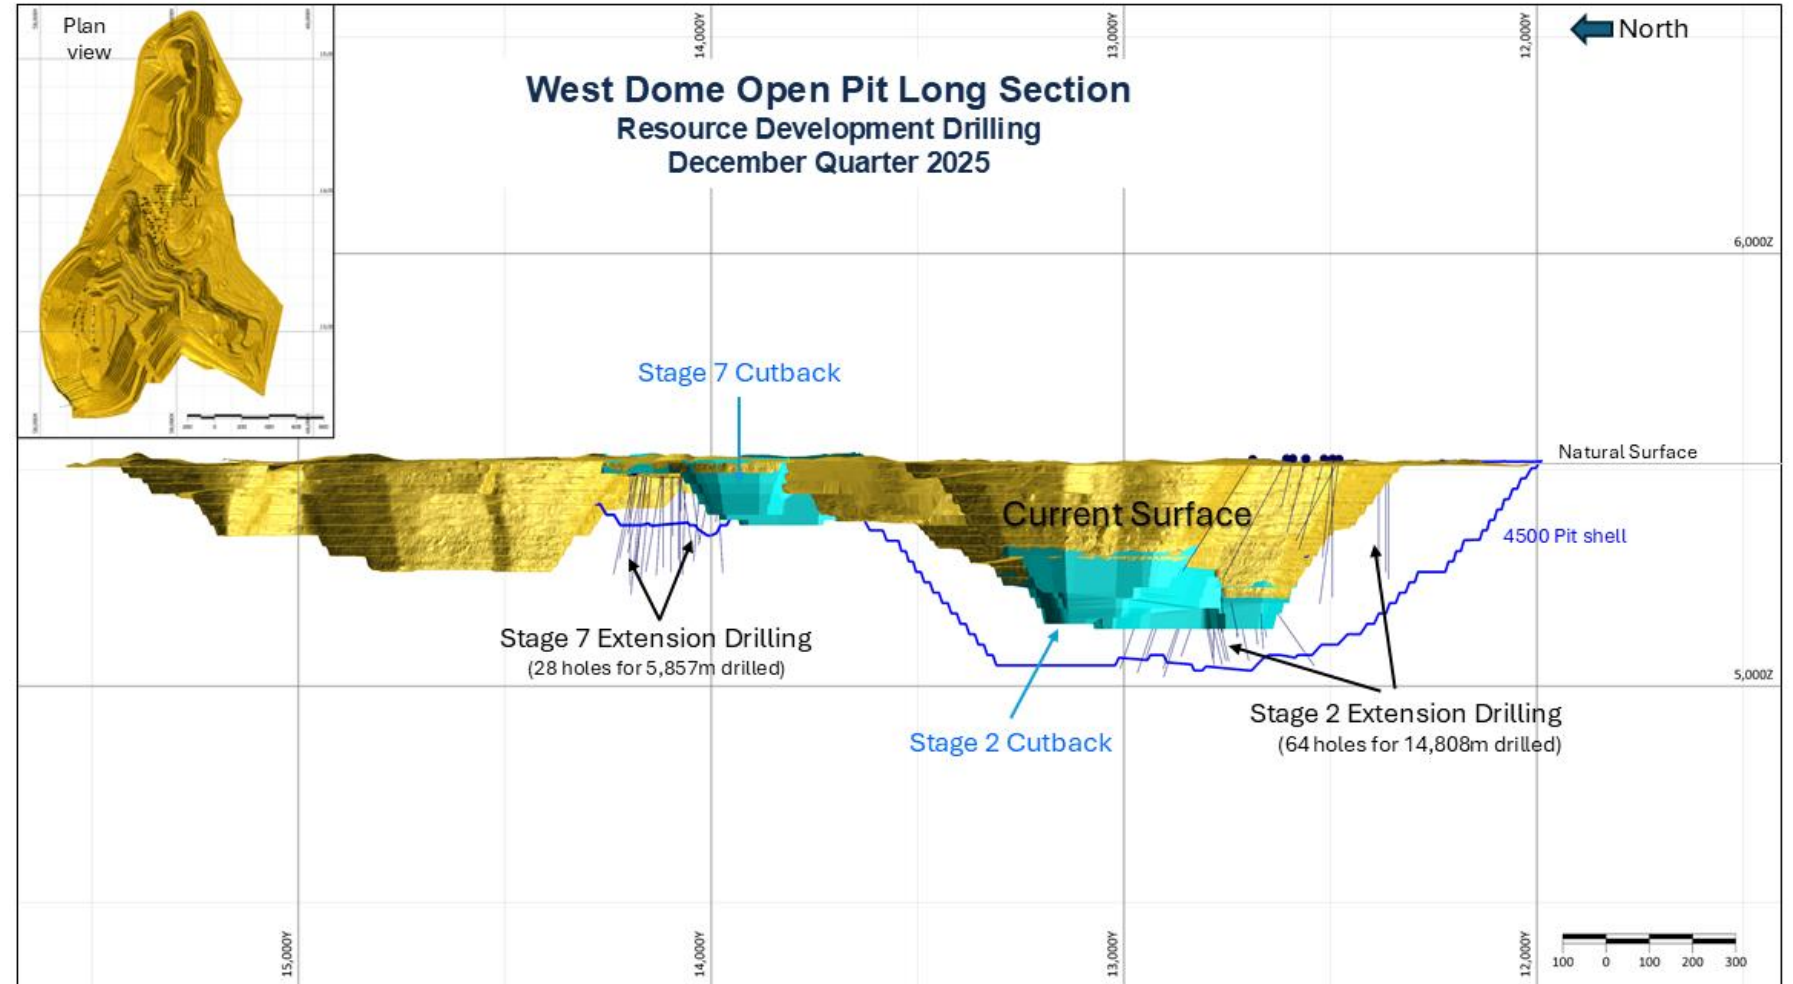 Plan
view
14,000Y
13,000Y
12,000Y
North
West Dome Open Pit Long Section
Resource Development Drilling
December Quarter 2025
6,000Z
Stage 7 Cutback
Natural Surface
Current Surface
4500 Pit shell
Stage 7 Extension Drilling
(28 holes for 5,857m drilled)
5,000Z
Stage 2 Extension Drilling
(64 holes for 14,808m drilled)
Stage 2 Cutback
15,000Y
14,000Y
13,000Y
12,000Y
100 0 100 200 300